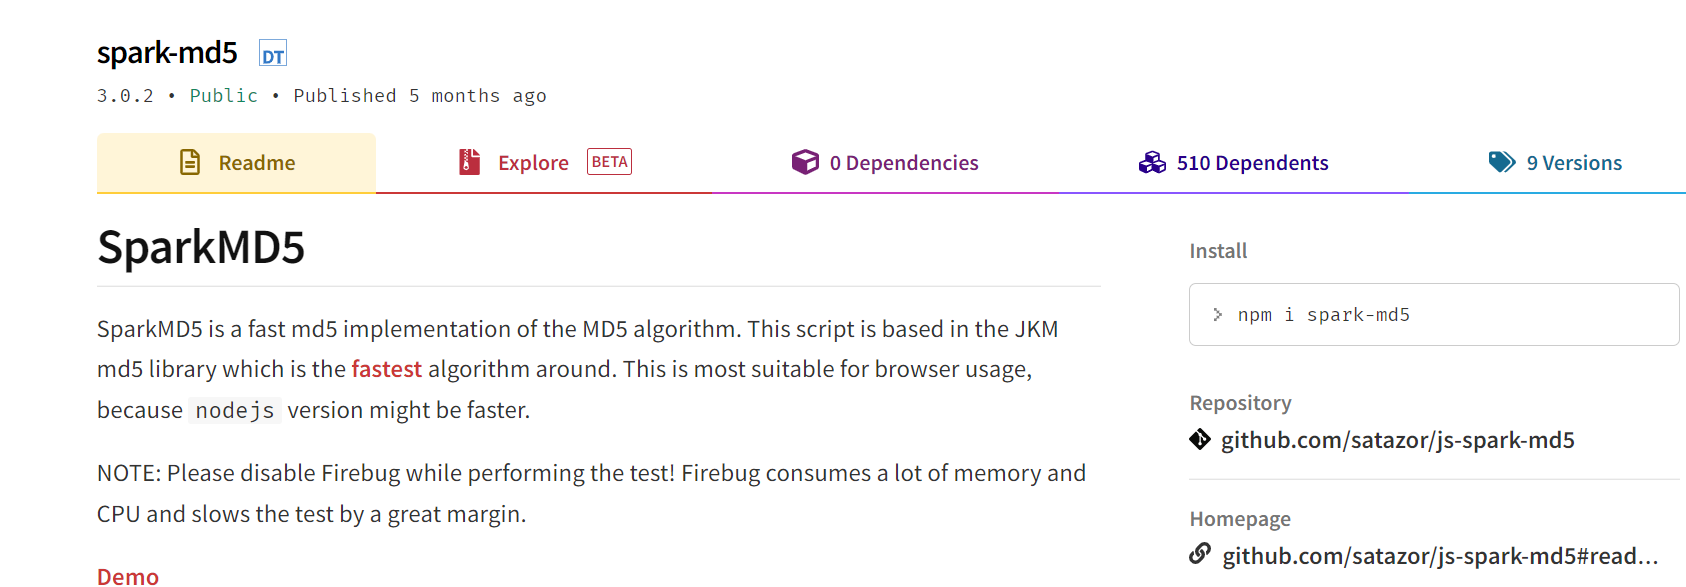 spark-md5 DT
3.0.2 • Public • Published 5 months ago
Readme
Explore BETA
0 Dependencies
510 Dependents
9 Versions
SparkMD5
SparkMD5 is a fast md5 implementation of the MD5 algorithm. This script is based in the JKM
md5 library which is the fastest algorithm around. This is most suitable for browser usage,
because nodejs version might be faster.
NOTE: Please disable Firebug while performing the test! Firebug consumes a lot of memory and
CPU and slows the test by a great margin.
Demo
Install
> npm i spark-md5
Repository
github.com/satazor/js-spark-md5
Homepage
github.com/satazor/js-spark-md5#read...